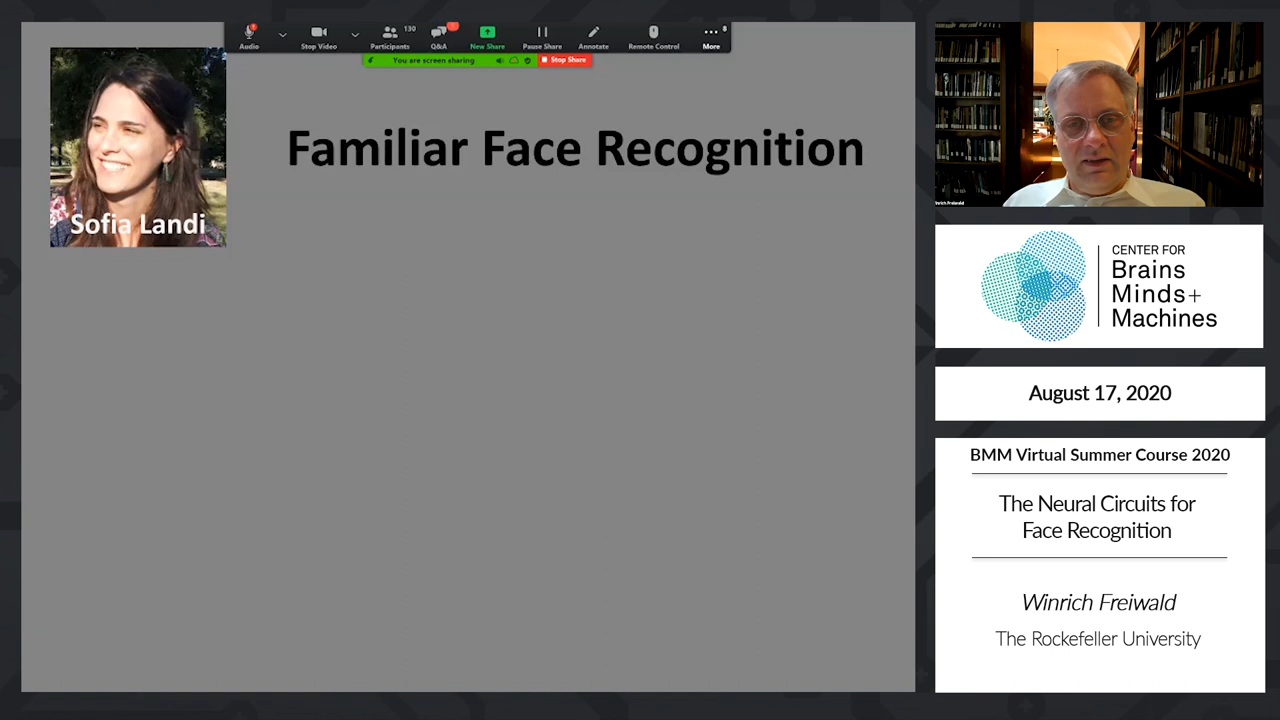 Audio
Stop Video
Participants
130
Q&A
New Share
Pause Share
Annotate
Remote Control
More
You are screen sharing
Stop Share
Sofia Landi
Familiar Face Recognition
Winrich Freiwald
CENTER FOR
Brains
Minds+
Machines
August 17, 2020
BMM Virtual Summer Course 2020
The Neural Circuits for
Face Recognition
Winrich Freiwald
The Rockefeller University